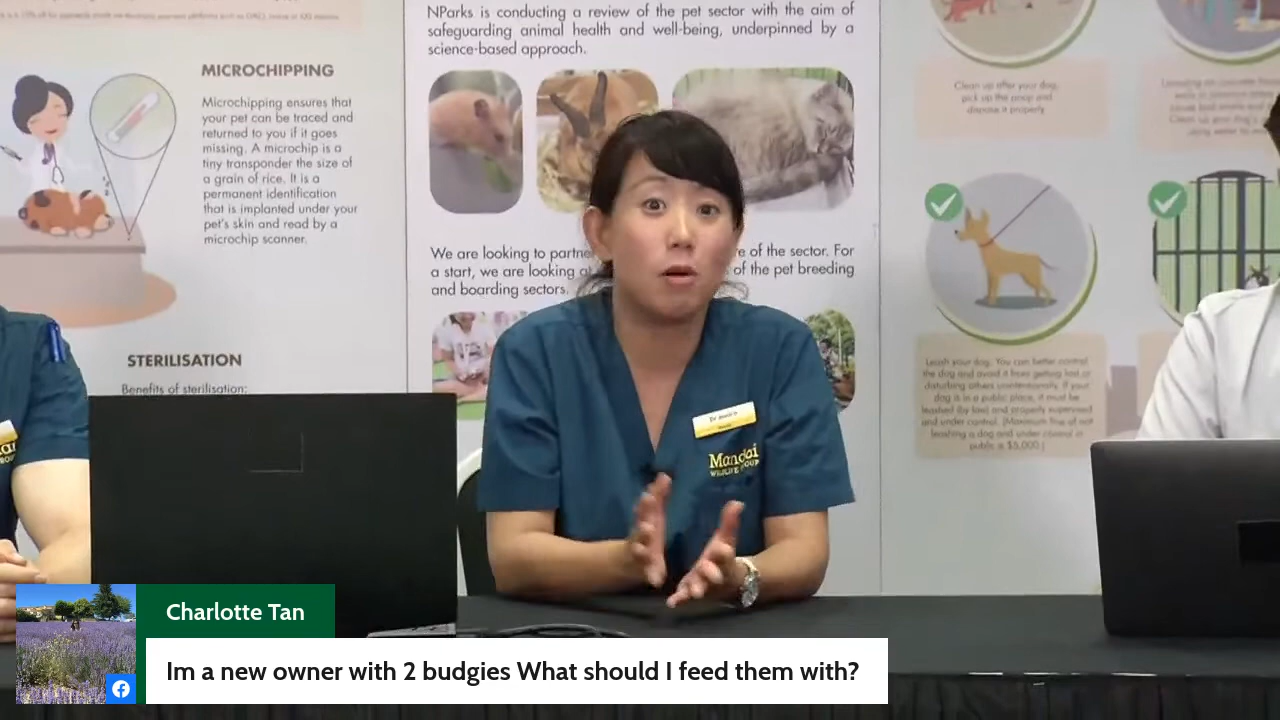 NParks is conducting a review of the pet sector with the aim of
safeguarding animal health and well-being, underpinned by a
science-based approach.
MICROCHIPPING
Microchipping ensures that
your pet can be traced and
returned to you if it goes
missing. A microchip is a
tiny transponder the size of
a grain of rice. It is a
permanent identification
that is implanted under your
pet's skin and read by a
microchip scanner.
STERILISATION
Benefits of sterilisation:
We are looking to partne
e of the sector. For
a start, we are looking at
of the pet breeding
and boarding sectors.
Clean up after your dog,
pick up the poop and
dispose it properly
Leash your dog. You can better control
the dog and avoid it from getting lost or
disturbing others unintentionally. If your
dog is in a public place, it must be
leashed (by law) and properly supervised
and under control. (Maximum fine of not
leashing a dog and under control in
public is $5,000.)
Dr
Mandai
WILDLIFE GROUP
Charlotte Tan
Im a new owner with 2 budgies What should I feed them with?